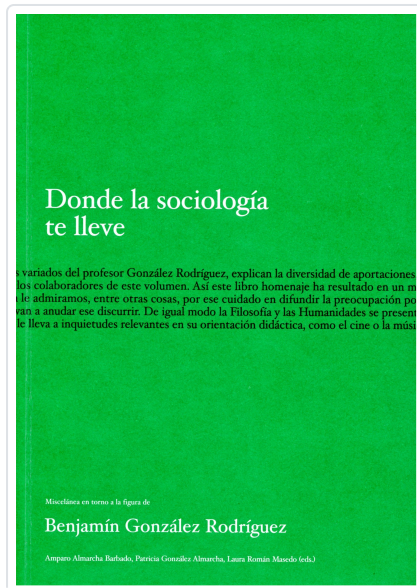 Donde la sociología
te lleve
s variados del profesor González Rodríguez, explican la diversidad de aportaciones
los colaboradores de este volumen. Así este libro homenaje ha resultado en un m
le admiramos, entre otras cosas, por ese cuidado en difundir la preocupación po
van a anudar ese discurrir. De igual modo la Filosofía y las Humanidades se present
le lleva a inquietudes relevantes en su orientación didáctica, como el cine o la músi
Miscelánea en torno a la figura de
Benjamín González Rodríguez
Amparo Almarcha Barbado, Patricia González Almarcha, Laura Román Masedo (eds.)